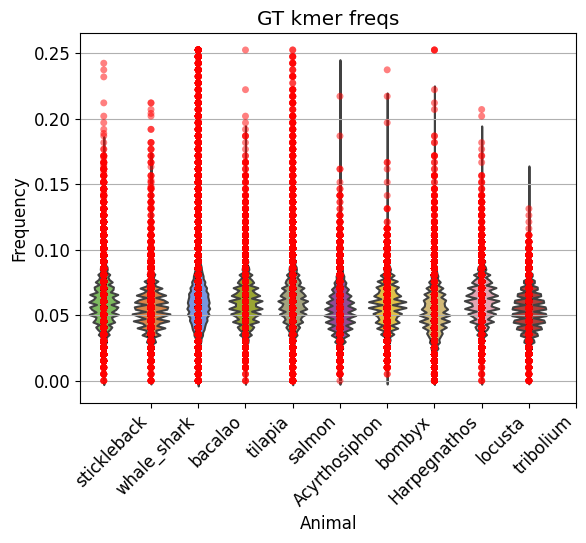 GT kmer freqs
Frequency
0.25
0.20
0.15
0.10
0.05
0.00
stickleback
whale_shark
bacalao
tilapia
salmon
Acyrthosiphon
bombyx
Harpegnathos
locusta
tribolium
Animal